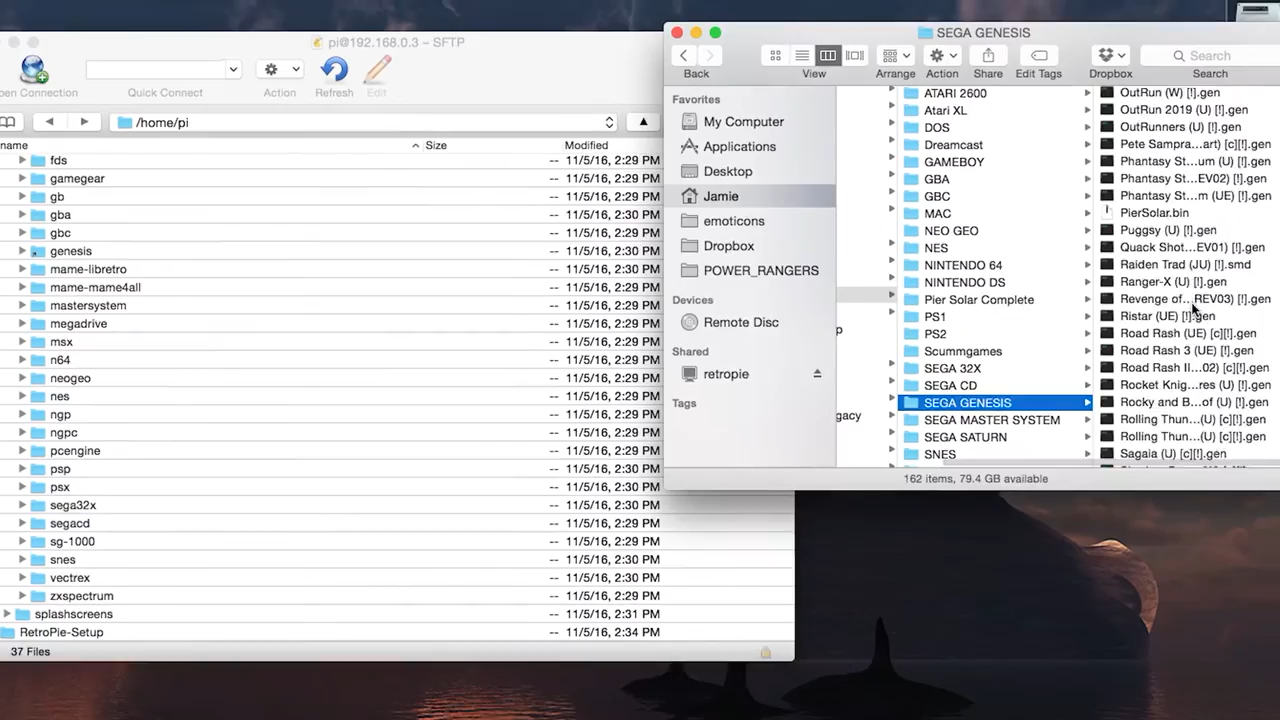 pi@192.168.0.3 – SFTP
Open Connection
Quick Connect
Action
Refresh
Edit
/home/pi
name
Size
Modified
fds -- 11/5/16, 2:29 PM
gamegear -- 11/5/16, 2:29 PM
gb -- 11/5/16, 2:29 PM
gba -- 11/5/16, 2:30 PM
gbc -- 11/5/16, 2:29 PM
genesis -- 11/5/16, 2:30 PM
mame-libretro -- 11/5/16, 2:30 PM
mame-mame4all -- 11/5/16, 2:30 PM
mastersystem -- 11/5/16, 2:29 PM
megadrive -- 11/5/16, 2:30 PM
msx -- 11/5/16, 2:29 PM
n64 -- 11/5/16, 2:29 PM
neogeo -- 11/5/16, 2:29 PM
nes -- 11/5/16, 2:29 PM
ngp -- 11/5/16, 2:29 PM
ngpc -- 11/5/16, 2:29 PM
pcengine -- 11/5/16, 2:29 PM
psp -- 11/5/16, 2:30 PM
psx -- 11/5/16, 2:30 PM
sega32x -- 11/5/16, 2:30 PM
segacd -- 11/5/16, 2:29 PM
sg-1000 -- 11/5/16, 2:29 PM
snes -- 11/5/16, 2:30 PM
vectrex -- 11/5/16, 2:30 PM
zxspectrum -- 11/5/16, 2:29 PM
splashscreens -- 11/5/16, 2:31 PM
RetroPie-Setup -- 11/5/16, 2:34 PM
37 Files
SEGA GENESIS
Search
Back
View
Arrange
Action
Share
Edit Tags
Dropbox
Search
Favorites
My Computer
Applications
Desktop
Jamie
emoticons
Dropbox
POWER_RANGERS
Devices
Remote Disc
Shared
retropie
Tags
p
gacy
ATARI 2600
Atari XL
DOS
Dreamcast
GAMEBOY
GBA
GBC
MAC
NEO GEO
NES
NINTENDO 64
NINTENDO DS
Pier Solar Complete
PS1
PS2
Scummgames
SEGA 32X
SEGA CD
SEGA GENESIS
SEGA MASTER SYSTEM
SEGA SATURN
SNES
OutRun (W) [!].gen
OutRun 2019 (U) [!].gen
OutRunners (U) [!].gen
Pete Sampra...art) [c][!].gen
Phantasy St...um (U) [!].gen
Phantasy St...EV02) [!].gen
Phantasy St...m (UE) [!].gen
PierSolar.bin
Puggsy (U) [!].gen
Quack Shot...EV01) [!].gen
Raiden Trad (JU) [!].smd
Ranger-X (U) [!].gen
Revenge of...REV03) [!].gen
Ristar (UE) [!].gen
Road Rash (UE) [c][!].gen
Road Rash 3 (UE) [!].gen
Road Rash II...02) [c][!].gen
Rocket Knig...res (U) [!].gen
Rocky and B...of (U) [!].gen
Rolling Thun...(U) [c][!].gen
Rolling Thun...(U) [c][!].gen
Sagaia (U) [c][!].gen
162 items, 79.4 GB available